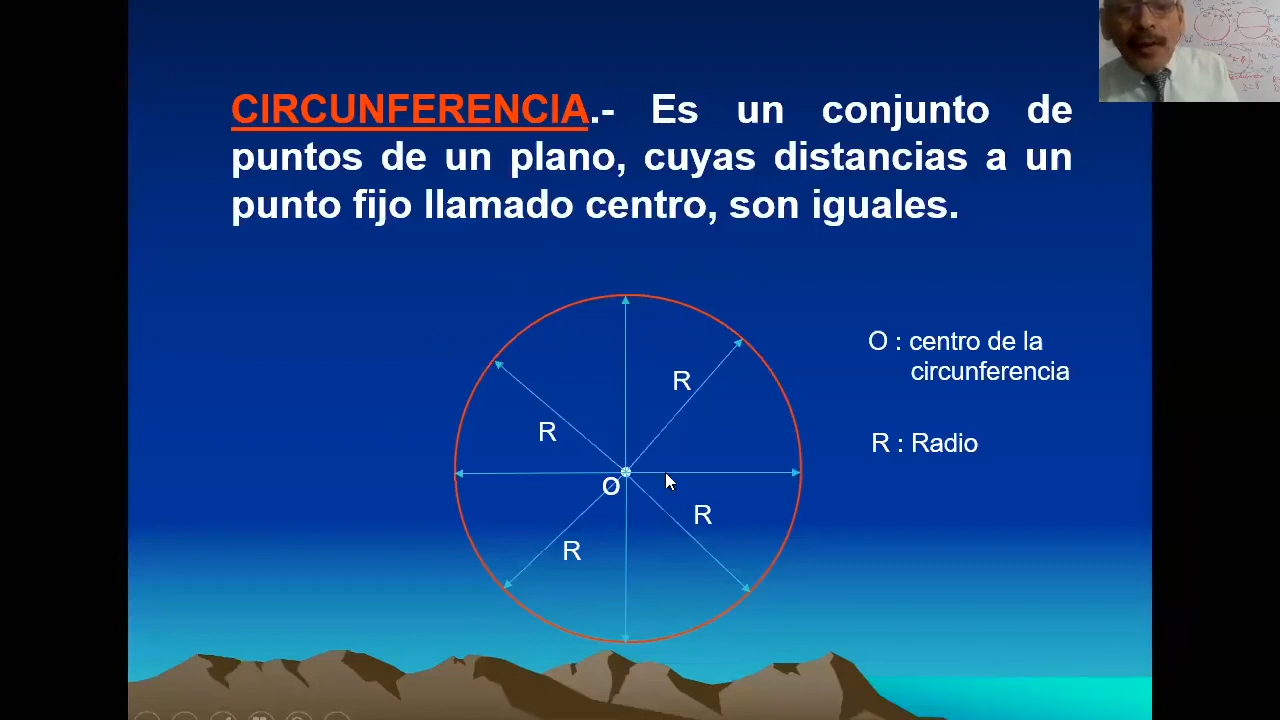 CIRCUNFERENCIA.- Es un conjunto de
puntos de un plano, cuyas distancias a un
punto fijo llamado centro, son iguales.
O : centro de la
circunferencia
R
R
R : Radio
O
R
R